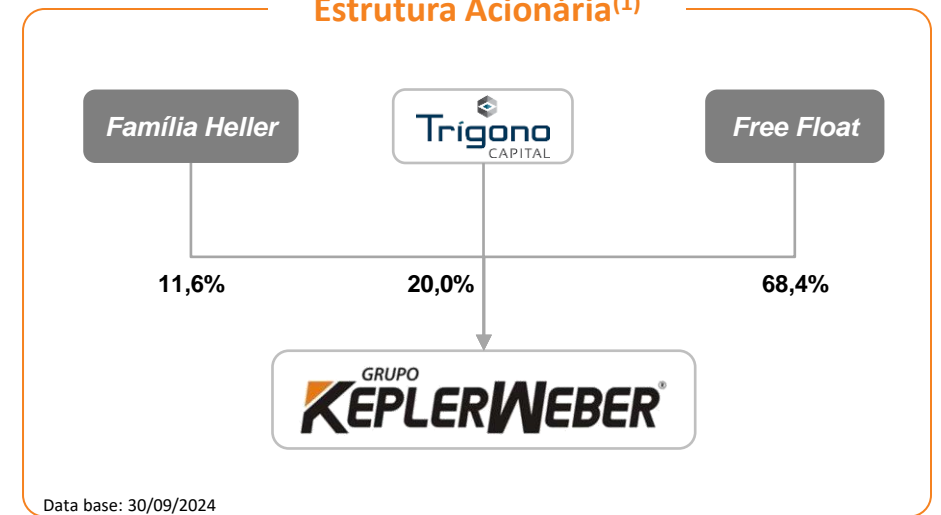 Estrutura Acionária(1)
Família Heller
Trígono
CAPITAL
Free Float
11,6%
20,0%
68,4%
GRUPO
KEPLERWEBER®
Data base: 30/09/2024